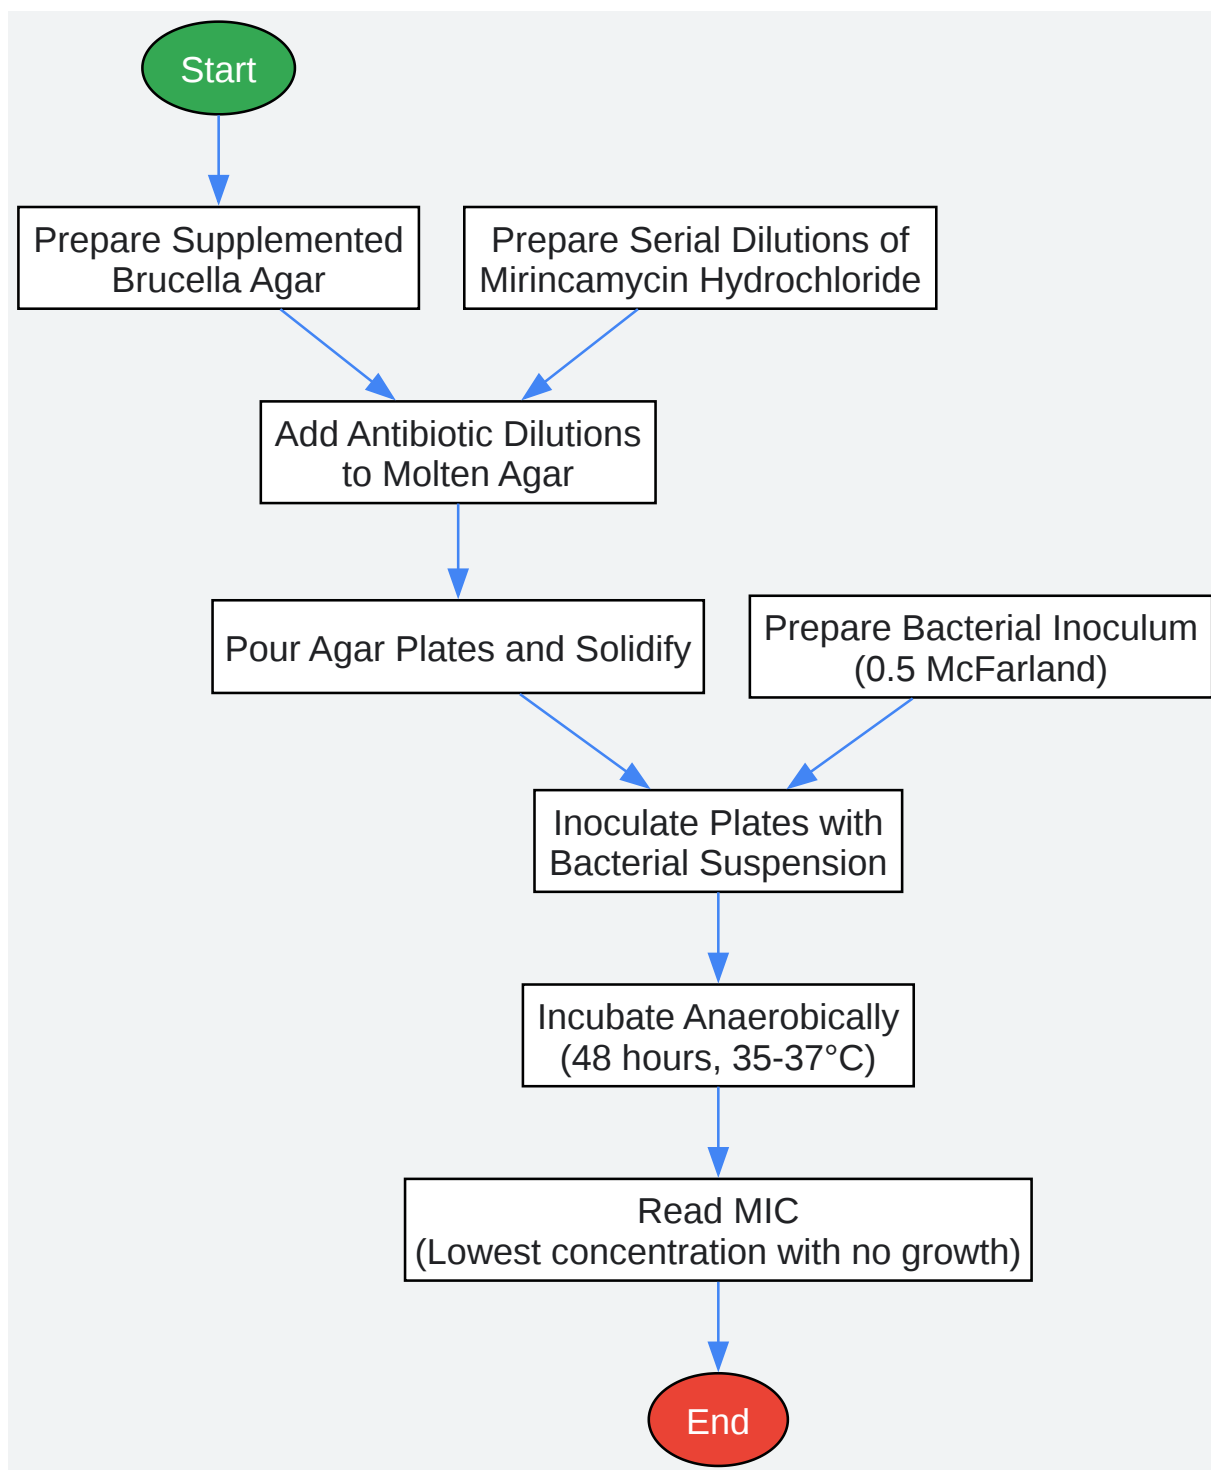 Start
Prepare Supplemented
Brucella Agar
Prepare Serial Dilutions of
Mirincamycin Hydrochloride
Add Antibiotic Dilutions
to Molten Agar
Pour Agar Plates and Solidify
Prepare Bacterial Inoculum
(0.5 McFarland)
Inoculate Plates with
Bacterial Suspension
Incubate Anaerobically
(48 hours, 35-37°C)
Read MIC
(Lowest concentration with no growth)
End